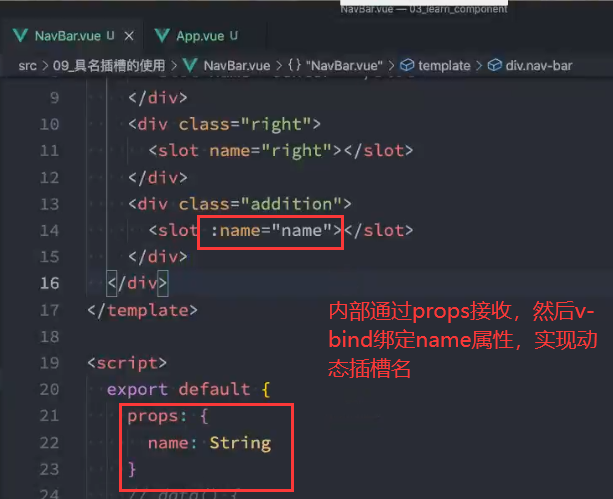 NavBar.vue — 03_learn_component
NavBar.vue U × App.vue U
src > 09_具名插槽的使用 > NavBar.vue > {} "NavBar.vue" > template > div.nav-bar
9 </div>
10 <div class="right">
11 <slot name="right"></slot>
12 </div>
13 <div class="addition">
14 <slot :name="name"></slot>
15 </div>
16 </div>
17 </template>
18
19 <script>
20 export default {
21 props: {
22 name: String
23 }
内部通过props接收，然后v-
bind绑定name属性，实现动
态插槽名